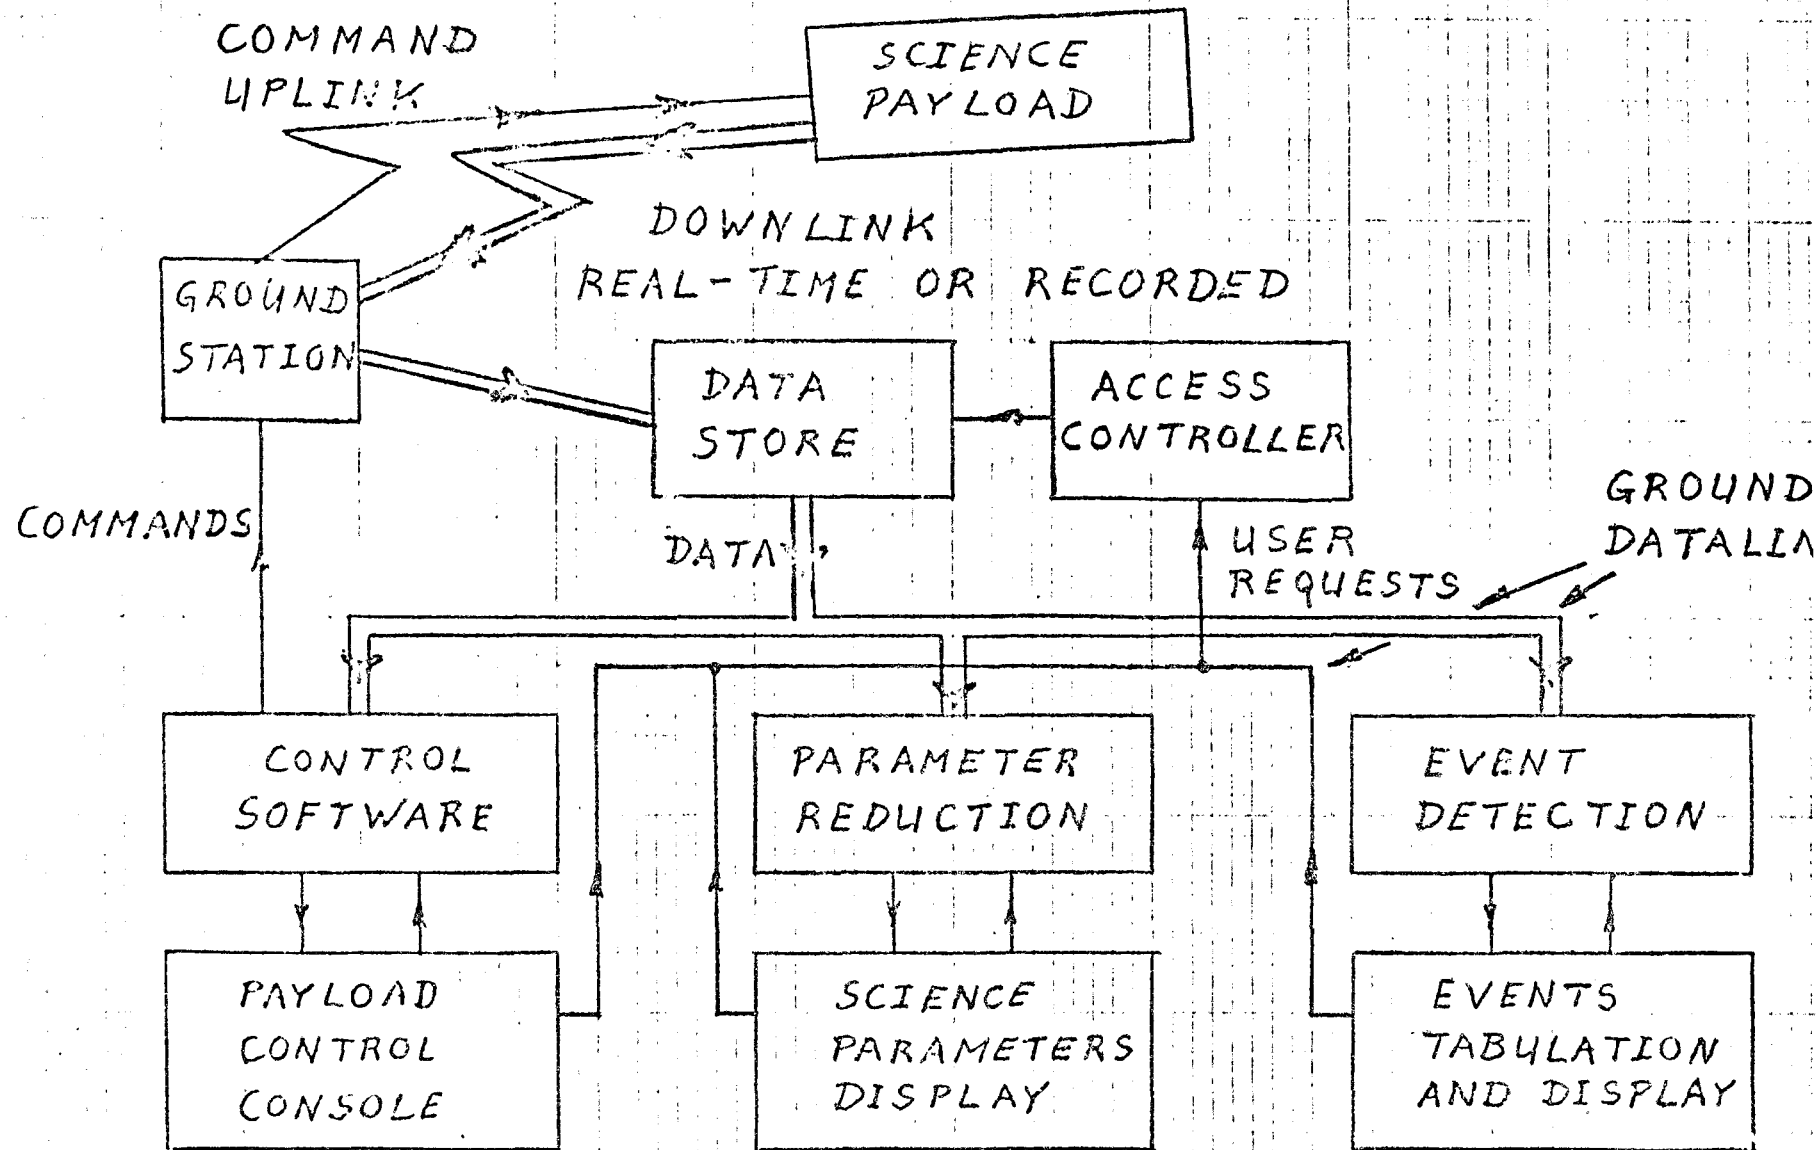 COMMAND
UPLINK
SCIENCE
PAYLOAD
DOWNLINK
REAL-TIME OR RECORDED
GROUND
STATION
DATA
STORE
ACCESS
CONTROLLER
COMMANDS
DATA
USER
REQUESTS
GROUND
CONTROL
SOFTWARE
PARAMETER
REDUCTION
EVENT
DETECTION
PAYLOAD
CONTROL
CONSOLE
SCIENCE
PARAMETERS
DISPLAY
EVENTS
TABULATION
AND DISPLAY